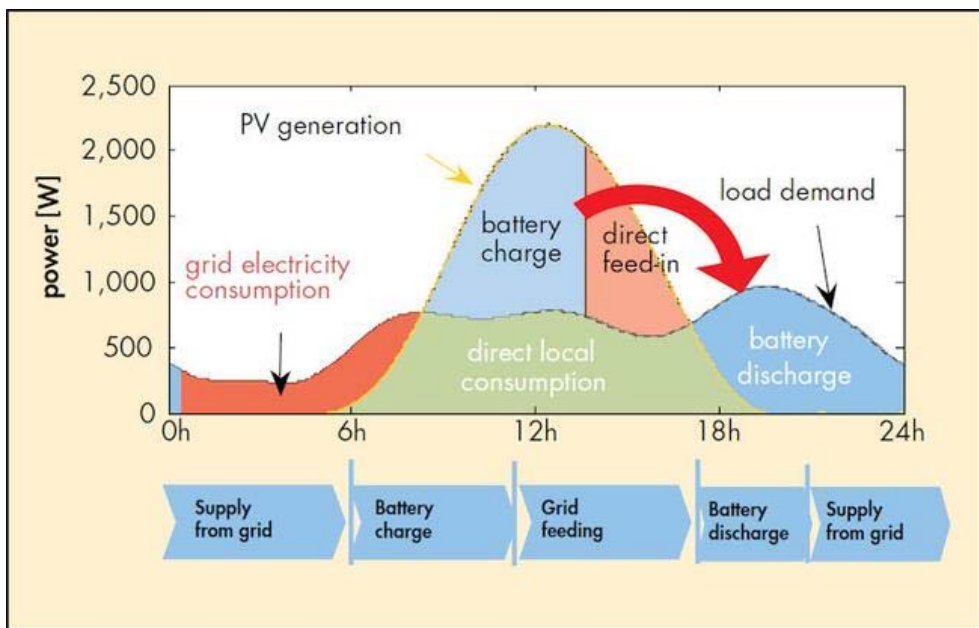 2,500
2,000
1,500
1,000
500
0
power [W]
PV generation
load demand
battery
charge
direct
feed-in
grid electricity
consumption
direct local
consumption
battery
discharge
0h
6h
12h
18h
24h
Supply
from grid
Battery
charge
Grid
feeding
Battery
discharge
Supply
from grid